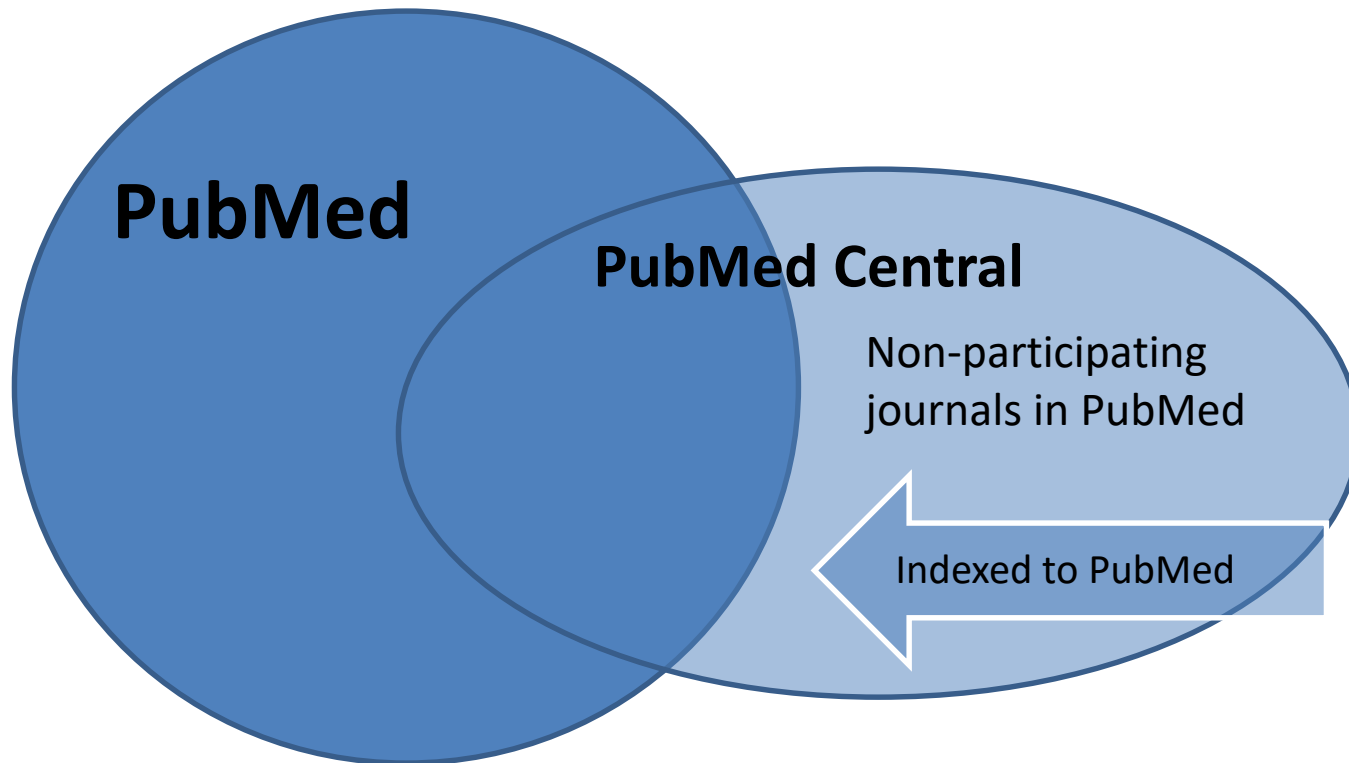 PubMed
PubMed Central
Non-participating
journals in PubMed
Indexed to PubMed